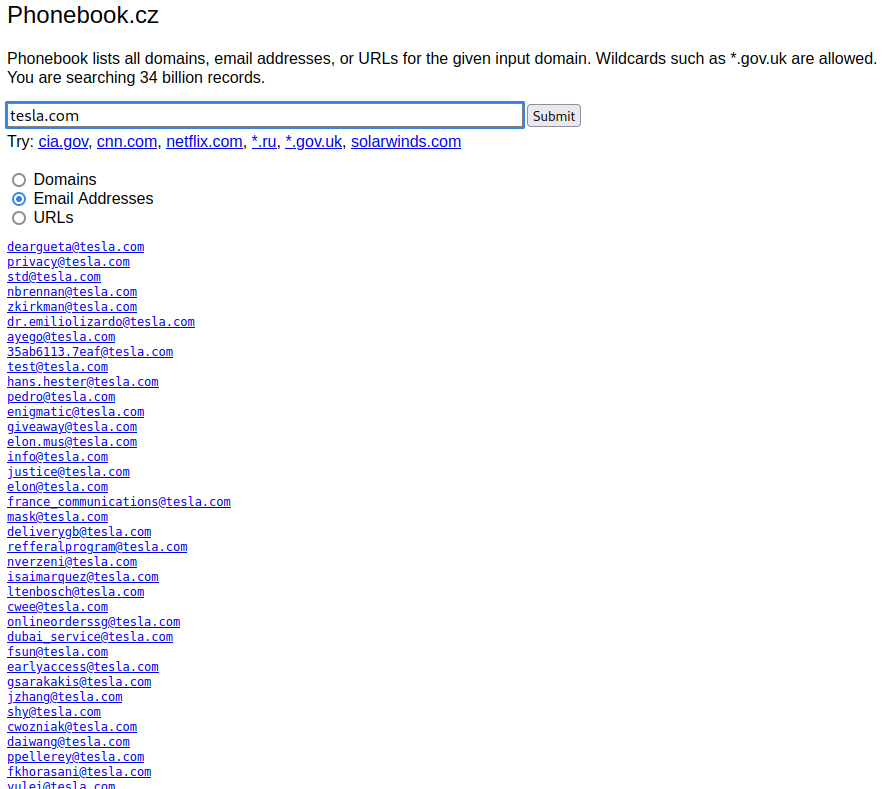 Phonebook.cz
Phonebook lists all domains, email addresses, or URLs for the given input domain. Wildcards such as *.gov.uk are allowed.
You are searching 34 billion records.
tesla.com Submit
Try: cia.gov, cnn.com, netflix.com, *.ru, *.gov.uk, solarwinds.com
Domains
Email Addresses
URLs
deargueta@tesla.com
privacy@tesla.com
std@tesla.com
nbrennan@tesla.com
zkirkman@tesla.com
dr.emiliolizardo@tesla.com
ayego@tesla.com
35ab6113.7eaf@tesla.com
test@tesla.com
hans.hester@tesla.com
pedro@tesla.com
enigmatic@tesla.com
giveaway@tesla.com
elon.mus@tesla.com
info@tesla.com
justice@tesla.com
elon@tesla.com
france_communications@tesla.com
mask@tesla.com
deliverygb@tesla.com
refferalprogram@tesla.com
nverzeni@tesla.com
isaimarquez@tesla.com
ltenbosch@tesla.com
cwee@tesla.com
onlineorderssg@tesla.com
dubai_service@tesla.com
fsun@tesla.com
earlyaccess@tesla.com
gsarakakis@tesla.com
jzhang@tesla.com
shy@tesla.com
cwozniak@tesla.com
daiwang@tesla.com
ppellerey@tesla.com
fkhorasani@tesla.com